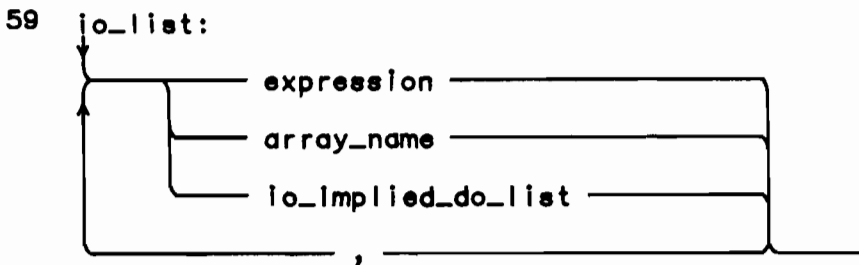 59 io_list:
expression
array_name
io_implied_do_list
,